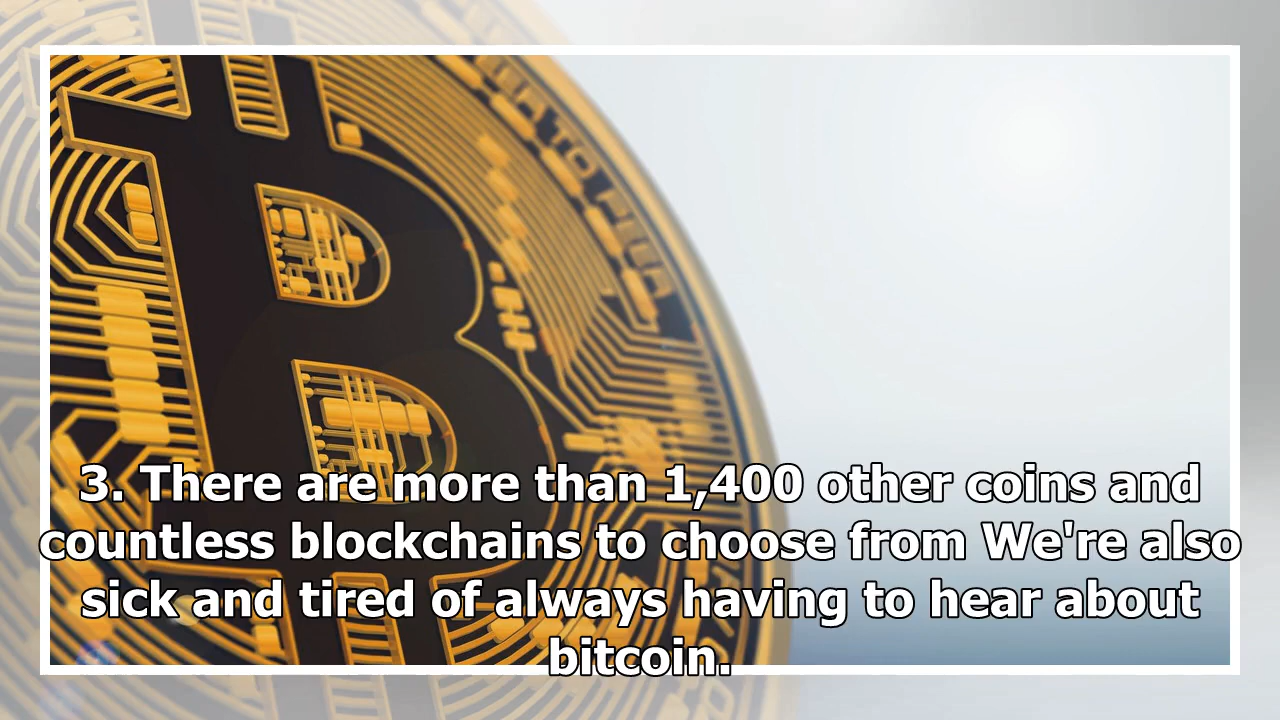 3. There are more than 1,400 other coins and
countless blockchains to choose from We're also
sick and tired of always having to hear about
bitcoin.